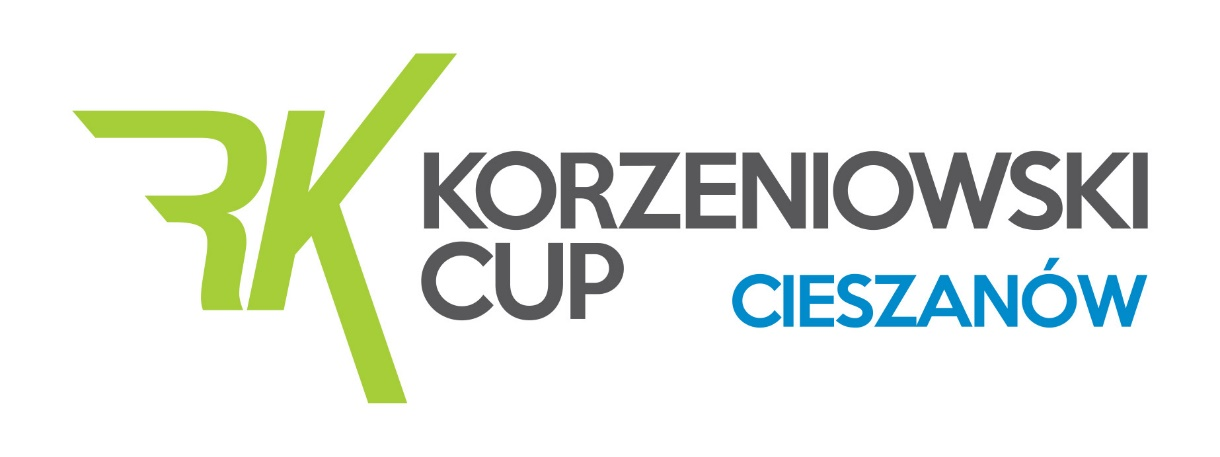 RK
KORZENIOWSKI
CUP
CIESZANÓW